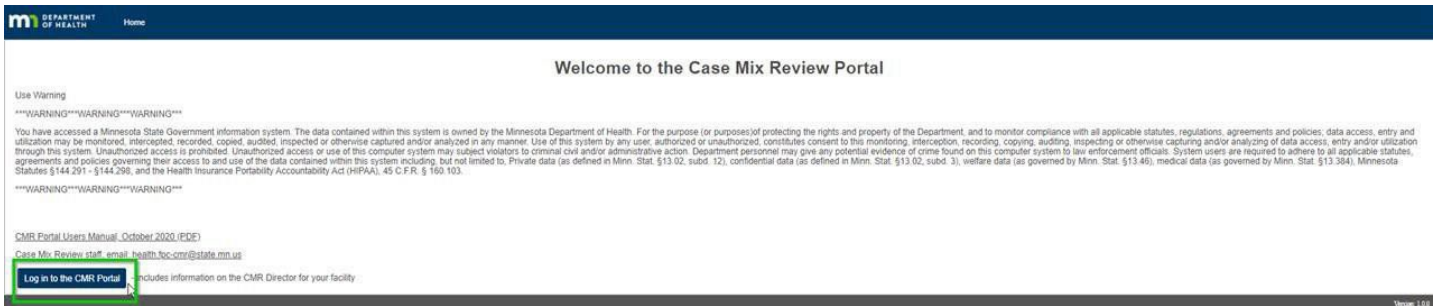 DEPARTMENT
OF HEALTH
Home
Welcome to the Case Mix Review Portal
Use Warning
***WARNING***WARNING***WARNING***
You have accessed a Minnesota State Government information system. The data contained within this system is owned by the Minnesota Department of Health. For the purpose (or purposes)of protecting the rights and property of the Department, and to monitor compliance with all applicable statutes, regulations, agreements and policies; data access, entry and
utilization may be monitored, intercepted, recorded, copied, audited, inspected or otherwise captured and/or analyzed in any manner. Use of this system by any user, authorized or unauthorized, constitutes consent to this monitoring, interception, recording, copying, auditing, inspecting or otherwise capturing and/or analyzing of data access, entry and/or utilization
through this system. Unauthorized access is prohibited. Unauthorized access or use of this computer system may subject violators to criminal civil and/or administrative action. Department personnel may give any potential evidence of crime found on this computer system to law enforcement officials. System users are required to adhere to all applicable statutes,
agreements and policies governing their access to and use of the data contained within this system including, but not limited to, Private data (as defined in Minn. Stat. §13.02, subd. 12), confidential data (as defined in Minn. Stat. §13.02, subd. 3), welfare data (as governed by Minn. Stat. §13.46), medical data (as governed by Minn. Stat. §13.384), Minnesota
Statutes §144.291 - §144.298, and the Health Insurance Portability Accountability Act (HIPAA), 45 C.F.R. § 160.103.
***WARNING***WARNING***WARNING***
CMR Portal Users Manual, October 2020 (PDF)
Case Mix Review staff, email: health.fpc-cmr@state.mn.us
Log in to the CMR Portal - includes information on the CMR Director for your facility
Version: 1.0.0